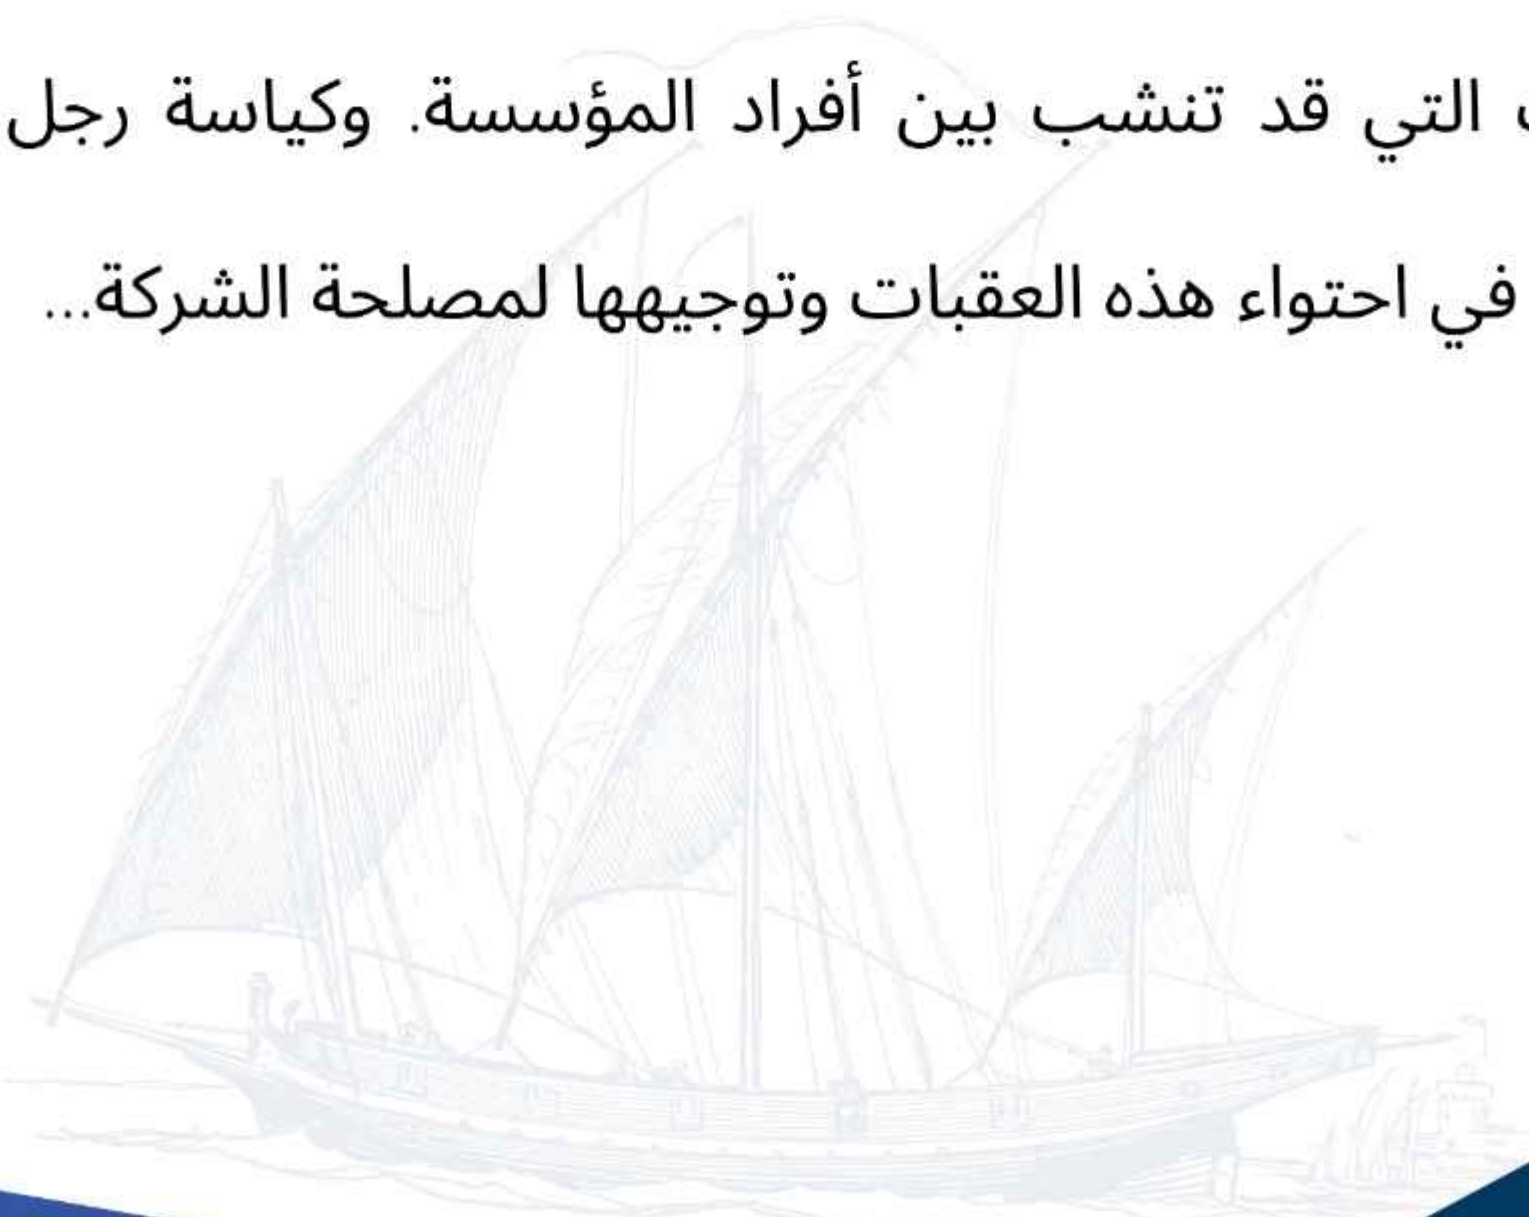 التي قد تنشب بين أفراد المؤسسة. وكياسة رجل
في احتواء هذه العقبات وتوجيهها لمصلحة الشركة...